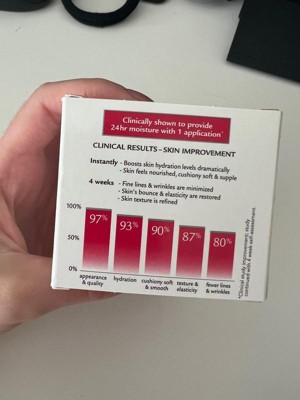 Clinically shown to provide
24hr moisture with 1 application*
CLINICAL RESULTS – SKIN IMPROVEMENT
Instantly - Boosts skin hydration levels dramatically
- Skin feels nourished, cushiony soft & supple
4 weeks - Fine lines & wrinkles are minimized
- Skin's bounce & elasticity are restored
- Skin texture is refined
100%
50%
0%
97%
93%
90%
87%
80%
appearance
& quality
hydration
cushiony soft
& smooth
texture &
elasticity
fewer lines
& wrinkles
*Clinical study improvement; study
continued with 4 week self-assessment.